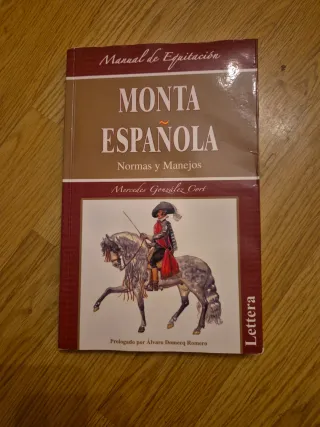 Manual de Equitación
MONTA
ESPAÑOLA
Normas y Manejos
Mercedes González Cort
Prologado por Álvaro Domecq Romero
Lettera